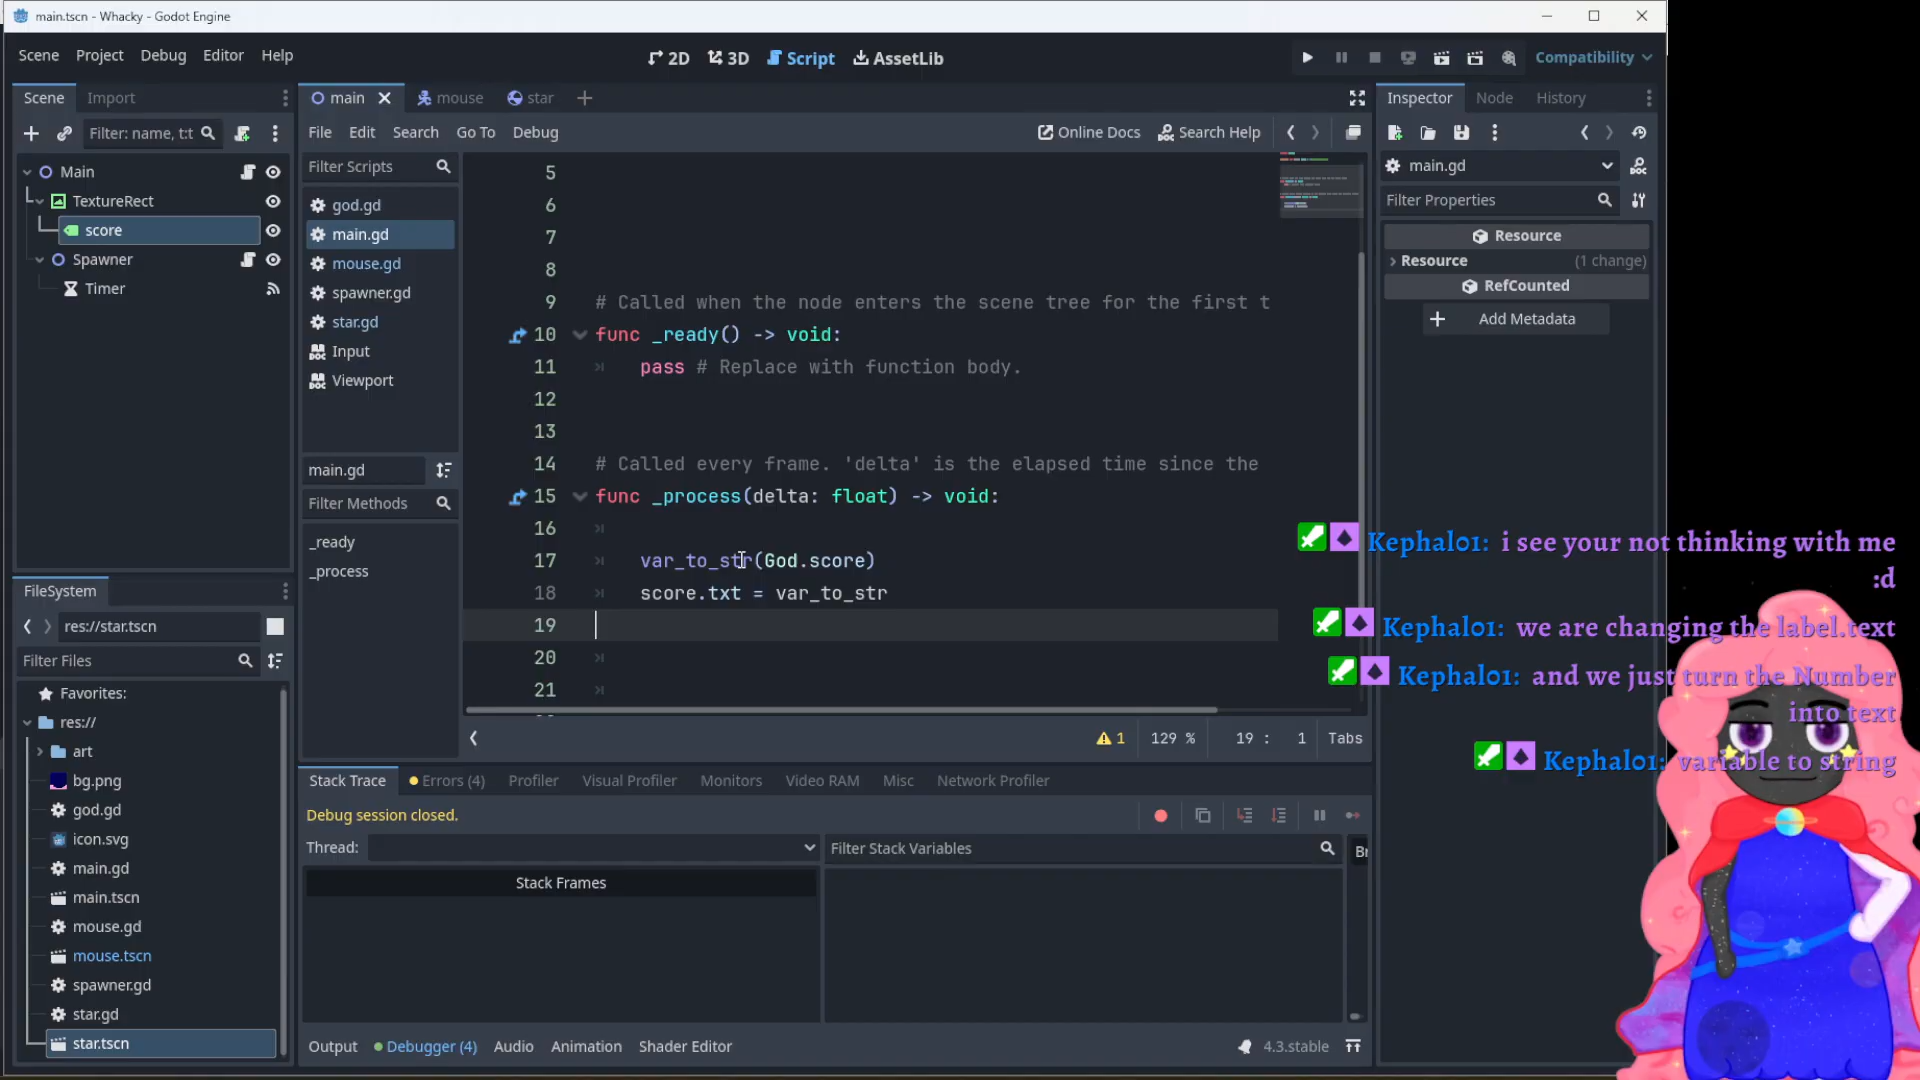 main.tscn - Whacky - Godot Engine
Scene Project Debug Editor Help
2D 3D Script AssetLib
Compatibility
Scene Import
main mouse star
Inspector Node History
Filter: name, t:t
File Edit Search Go To Debug
Online Docs Search Help
Filter Scripts
main.gd
Filter Properties
Main
TextureRect
score
Spawner
Timer
god.gd
main.gd
mouse.gd
spawner.gd
star.gd
Input
Viewport
main.gd
Filter Methods
_ready
_process
5
6
7
8
9 # Called when the node enters the scene tree for the first t
10 func _ready() -> void:
11 pass # Replace with function body.
12
13
14 # Called every frame. 'delta' is the elapsed time since the
15 func _process(delta: float) -> void:
16
17 var_to_str(God.score)
18 score.txt = var_to_str
19
20
21
1 129 % 19 : 1 Tabs
Resource
Resource (1 change)
RefCounted
Add Metadata
FileSystem
res://star.tscn
Filter Files
Favorites:
res://
art
bg.png
god.gd
icon.svg
main.gd
main.tscn
mouse.gd
mouse.tscn
spawner.gd
star.gd
star.tscn
Stack Trace Errors (4) Profiler Visual Profiler Monitors Video RAM Misc Network Profiler
Debug session closed.
Thread:
Filter Stack Variables
Br
Stack Frames
Output Debugger (4) Audio Animation Shader Editor
4.3.stable
Kephal01: i see your not thinking with me
:d
Kephal01: we are changing the label.text
Kephal01: and we just turn the Number
into text
Kephal01: variable to string